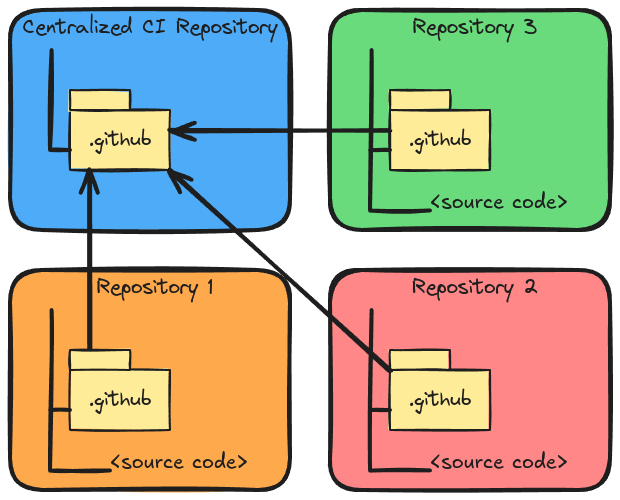 Centralized CI Repository
.github
Repository 3
.github
<source code>
Repository 1
.github
<source code>
Repository 2
.github
<source code>